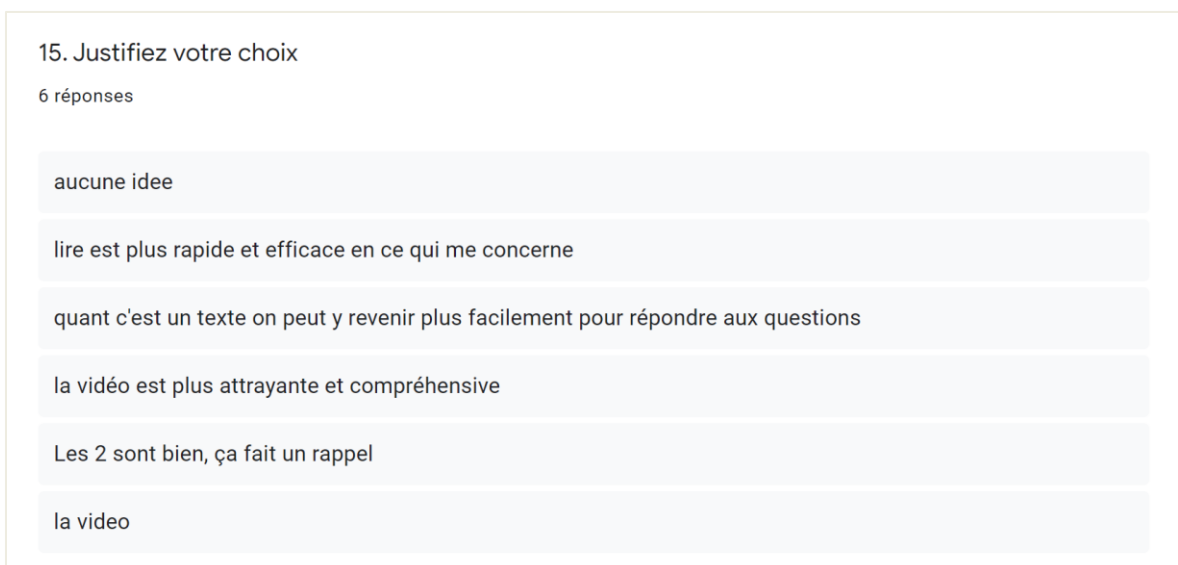 15. Justifiez votre choix
6 réponses
aucune idee
lire est plus rapide et efficace en ce qui me concerne
quant c'est un texte on peut y revenir plus facilement pour répondre aux questions
la vidéo est plus attrayante et compréhensive
Les 2 sont bien, ça fait un rappel
la video